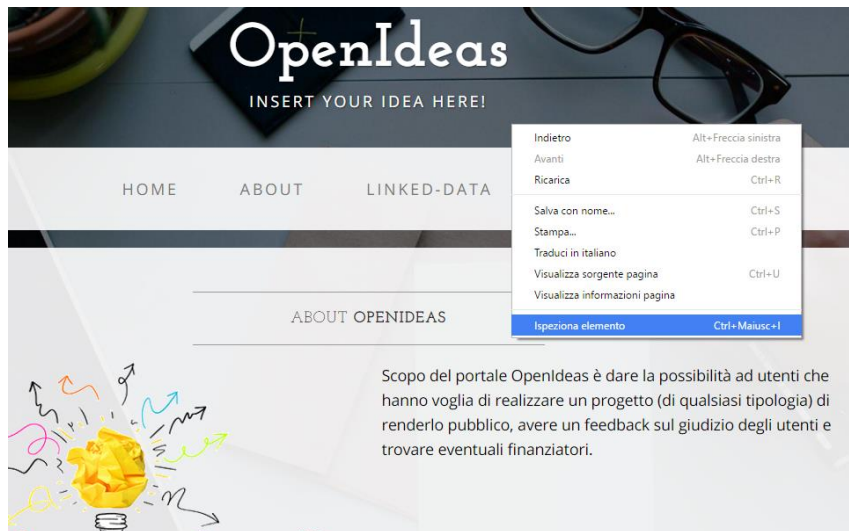 OpenIdeas
INSERT YOUR IDEA HERE!
HOME ABOUT LINKED-DATA
Indietro Alt+Freccia sinistra
Avanti Alt+Freccia destra
Ricarica Ctrl+R
Salva con nome... Ctrl+S
Stampa... Ctrl+P
Traduci in italiano
Visualizza sorgente pagina Ctrl+U
Visualizza informazioni pagina
Ispeziona elemento Ctrl+Maiusc+I
ABOUT OPENIDEAS
Scopo del portale OpenIdeas è dare la possibilità ad utenti che
hanno voglia di realizzare un progetto (di qualsiasi tipologia) di
renderlo pubblico, avere un feedback sul giudizio degli utenti e
trovare eventuali finanziatori.